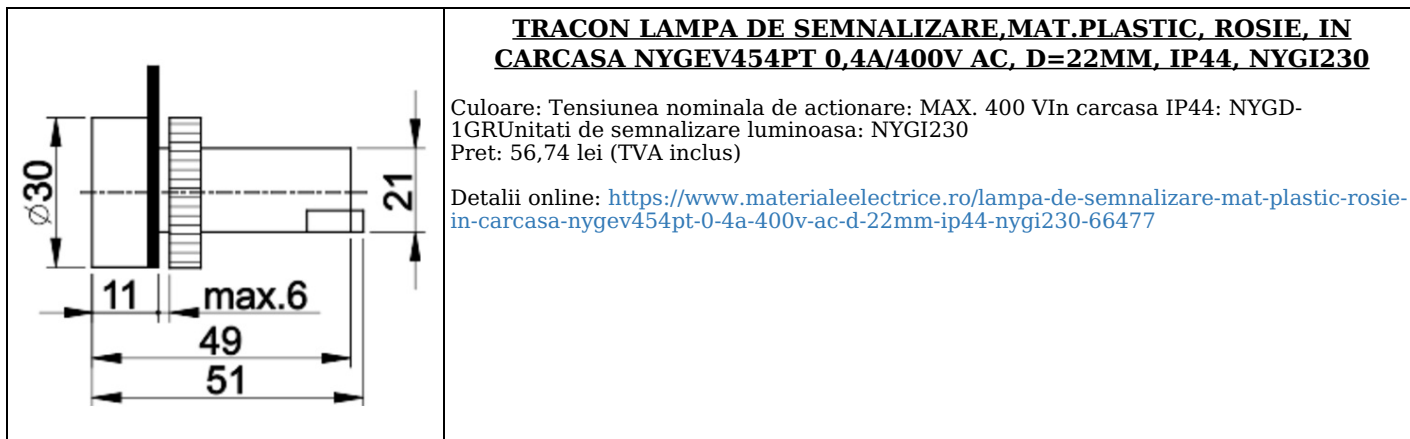 TRACON LAMPA DE SEMNALIZARE,MAT.PLASTIC, ROSIE, IN
CARCASA NYGEV454PT 0,4A/400V AC, D=22MM, IP44, NYGI230
Culoare: Tensiunea nominala de actionare: MAX. 400 VIn carcasa IP44: NYGD-
1GRUnitati de semnalizare luminoasa: NYGI230
Pret: 56,74 lei (TVA inclus)
Detalii online: https://www.materialeelectrice.ro/lampa-de-semnalizare-mat-plastic-rosie-
in-carcasa-nygev454pt-0-4a-400v-ac-d-22mm-ip44-nygi230-66477
⌀30
21
11 max.6
49
51